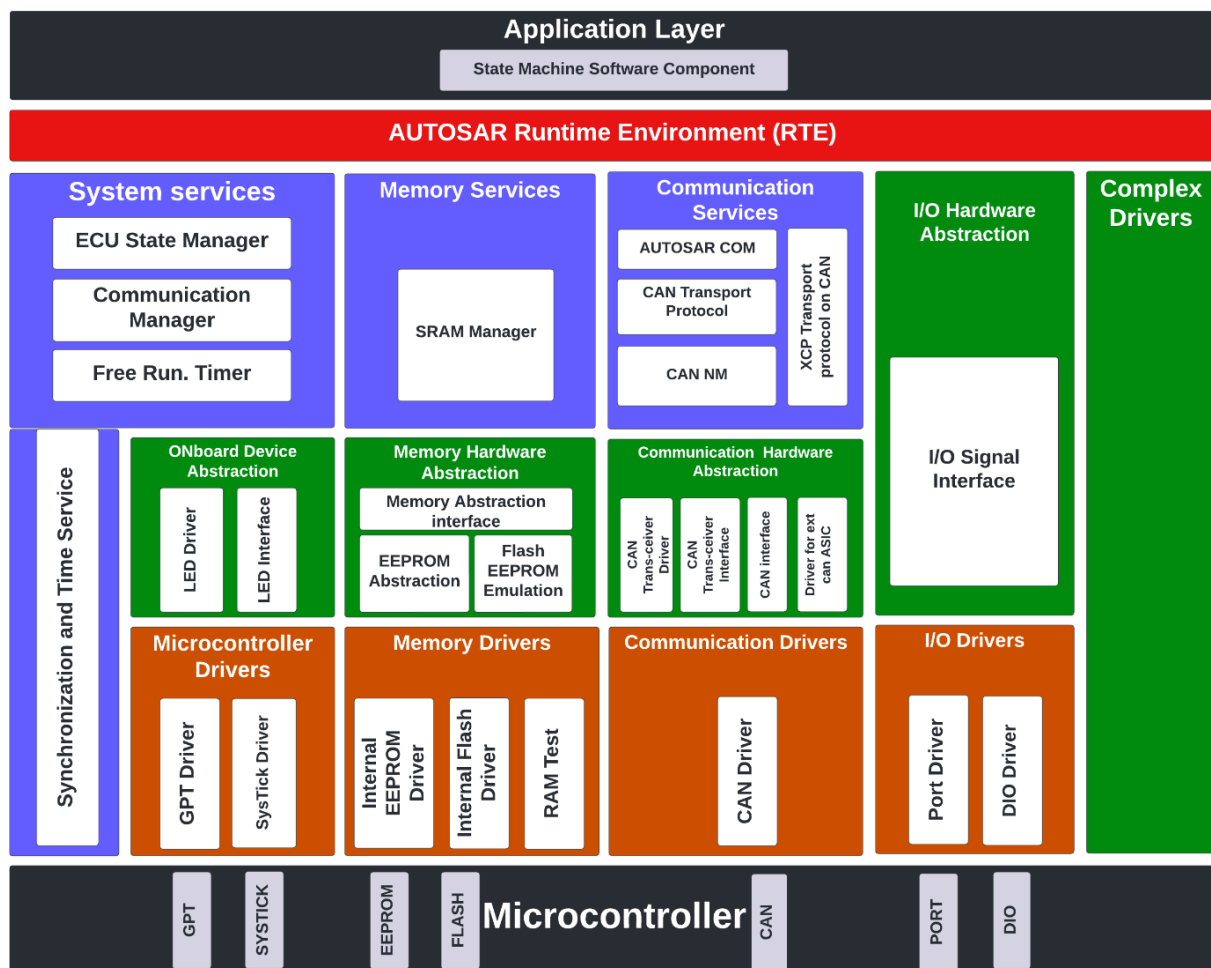 Application Layer
State Machine Software Component
AUTOSAR Runtime Environment (RTE)
System services
ECU State Manager
Communication
Manager
Free Run. Timer
Memory Services
SRAM Manager
Communication
Services
AUTOSAR COM
CAN Transport
Protocol
CAN NM
XCP Transport
protocol on CAN
I/O Hardware
Abstraction
I/O Signal
Interface
Complex
Drivers
Synchronization and Time Service
ONboard Device
Abstraction
LED Driver
LED Interface
Memory Hardware
Abstraction
Memory Abstraction
interface
EEPROM
Abstraction
Flash
EEPROM
Emulation
Communication Hardware
Abstraction
CAN
Trans-ceiver
Driver
CAN
Trans-ceiver
Interface
CAN interface
Driver for ext
can ASIC
Microcontroller
Drivers
GPT Driver
SysTick Driver
Memory Drivers
Internal
EEPROM
Driver
Internal Flash
Driver
RAM Test
Communication Drivers
CAN Driver
I/O Drivers
Port Driver
DIO Driver
GPT
SYSTICK
EEPROM
FLASH
Microcontroller
CAN
PORT
DIO